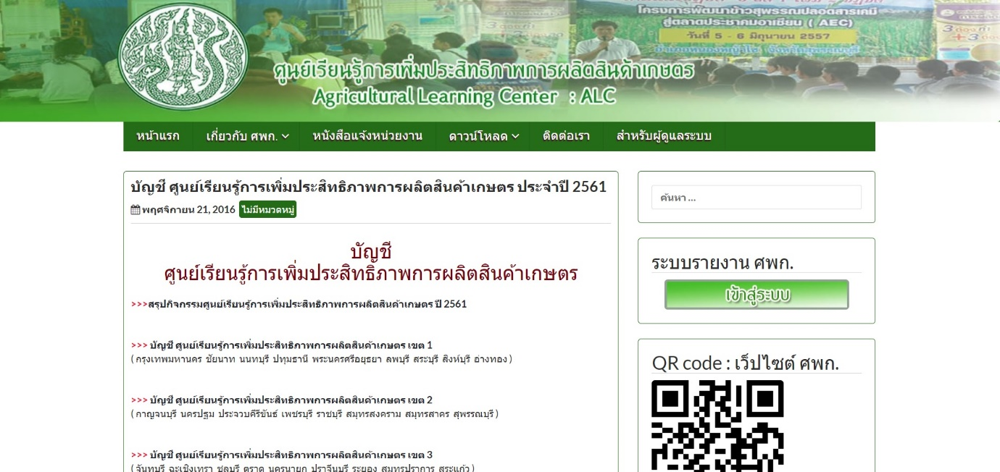 โครงการพัฒนาข้าวสุพรรณปลอดสารเคมี
สู่ตลาดประชาคมอาเซียน ( AEC )
วันที่ 5 - 6 มิถุนายน 2557
อำเภอหนองหญ้าไซ จังหวัดสุพรรณบุรี
ศูนย์เรียนรู้การเพิ่มประสิทธิภาพการผลิตสินค้าเกษตร
Agricultural Learning Center : ALC
หน้าแรก เกี่ยวกับ ศพก. หนังสือแจ้งหน่วยงาน ดาวน์โหลด ติดต่อเรา สำหรับผู้ดูแลระบบ
บัญชี ศูนย์เรียนรู้การเพิ่มประสิทธิภาพการผลิตสินค้าเกษตร ประจำปี 2561
พฤศจิกายน 21, 2016 ไม่มีหมวดหมู่
บัญชี
ศูนย์เรียนรู้การเพิ่มประสิทธิภาพการผลิตสินค้าเกษตร
>>>สรุปกิจกรรมศูนย์เรียนรู้การเพิ่มประสิทธิภาพการผลิตสินค้าเกษตร ปี 2561
>>> บัญชี ศูนย์เรียนรู้การเพิ่มประสิทธิภาพการผลิตสินค้าเกษตร เขต 1
( กรุงเทพมหานคร ชัยนาท นนทบุรี ปทุมธานี พระนครศรีอยุธยา ลพบุรี สระบุรี สิงห์บุรี อ่างทอง )
>>> บัญชี ศูนย์เรียนรู้การเพิ่มประสิทธิภาพการผลิตสินค้าเกษตร เขต 2
( กาญจนบุรี นครปฐม ประจวบคีรีขันธ์ เพชรบุรี ราชบุรี สมุทรสงคราม สมุทรสาคร สุพรรณบุรี )
>>> บัญชี ศูนย์เรียนรู้การเพิ่มประสิทธิภาพการผลิตสินค้าเกษตร เขต 3
( จันทบุรี ฉะเชิงเทรา ชลบุรี ตราด นครนายก ปราจีนบุรี ระยอง สมุทรปราการ สระแก้ว )
ค้นหา ...
ระบบรายงาน ศพก.
เข้าสู่ระบบ
QR code : เว็ปไซต์ ศพก.